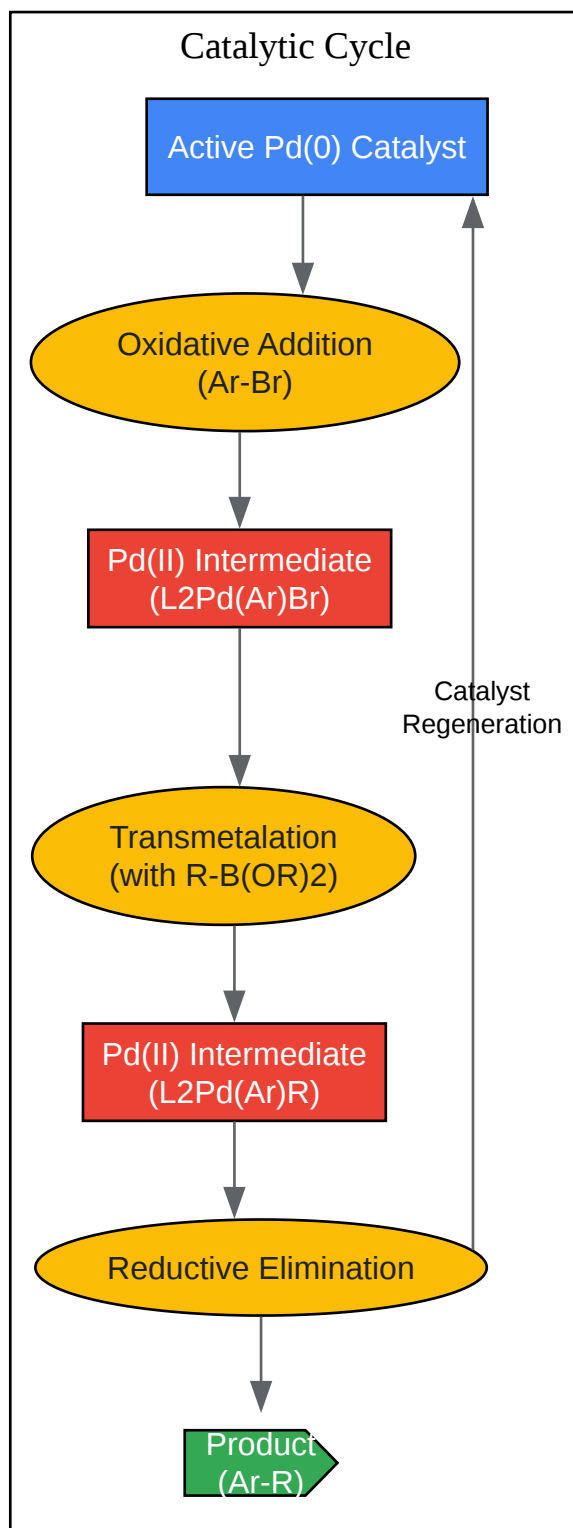 Catalytic Cycle
Active Pd(0) Catalyst
Oxidative Addition
(Ar-Br)
Pd(II) Intermediate
(L2Pd(Ar)Br)
Catalyst
Regeneration
Transmetalation
(with R-B(OR)2)
Pd(II) Intermediate
(L2Pd(Ar)R)
Reductive Elimination
Product
(Ar-R)